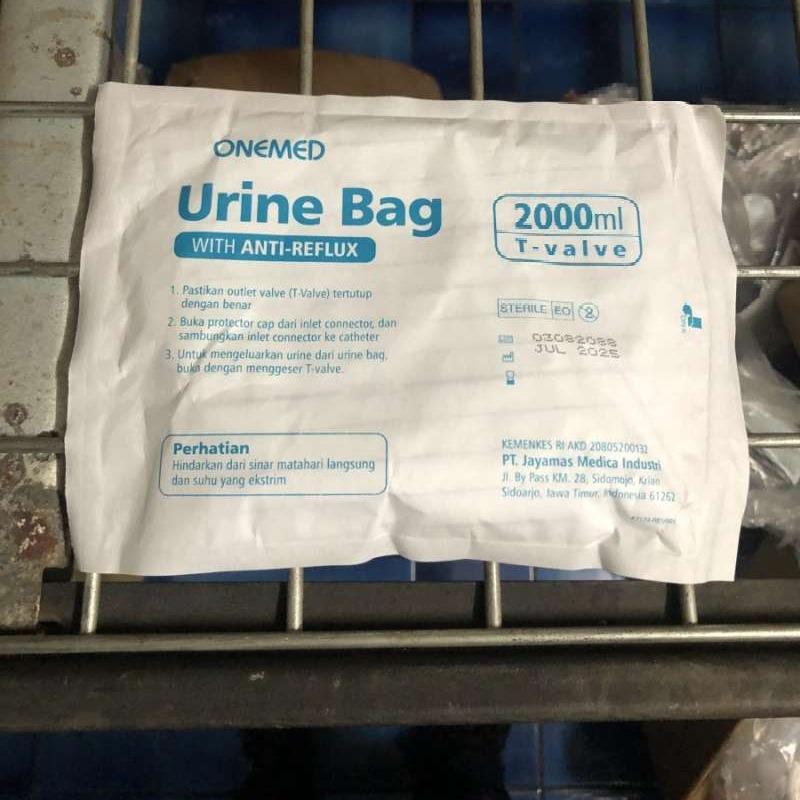 ONEMED
Urine Bag
WITH ANTI-REFLUX
2000ml
T-valve
1. Pastikan outlet valve (T-Valve) tertutup
dengan benar
2. Buka protector cap dari inlet connector, dan
sambungkan inlet connector ke catheter
3. Untuk mengeluarkan urine dari urine bag,
buka dengan menggeser T-valve.
STERILE EO 2
03082088
JUL 2025
Perhatian
Hindarkan dari sinar matahari langsung
dan suhu yang ekstrim
KEMENKES RI AKD 20805200132
PT. Jayamas Medica Industri
Jl. By Pass KM. 28, Sidomojo, Krian
Sidoarjo, Jawa Timur, Indonesia 61262